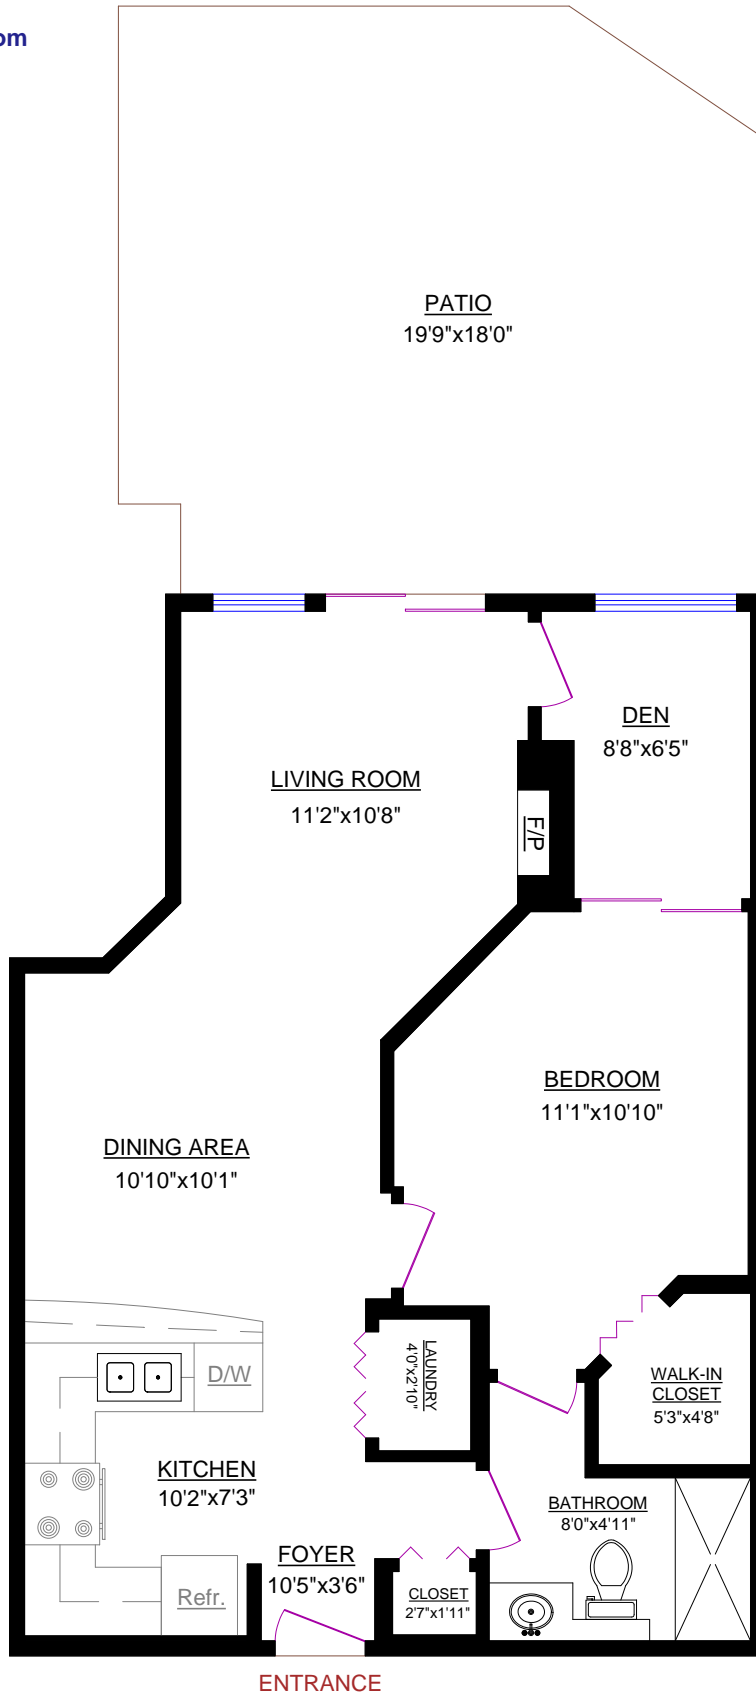 om
PATIO
19'9"x18'0"
DEN
8'8"x6'5"
LIVING ROOM
11'2"x10'8"
F/P
BEDROOM
11'1"x10'10"
DINING AREA
10'10"x10'1"
LAUNDRY
4'0"x2'10"
D/W
WALK-IN
CLOSET
5'3"x4'8"
KITCHEN
10'2"x7'3"
BATHROOM
8'0"x4'11"
FOYER
10'5"x3'6"
Refr.
CLOSET
2'7"x1'11"
ENTRANCE